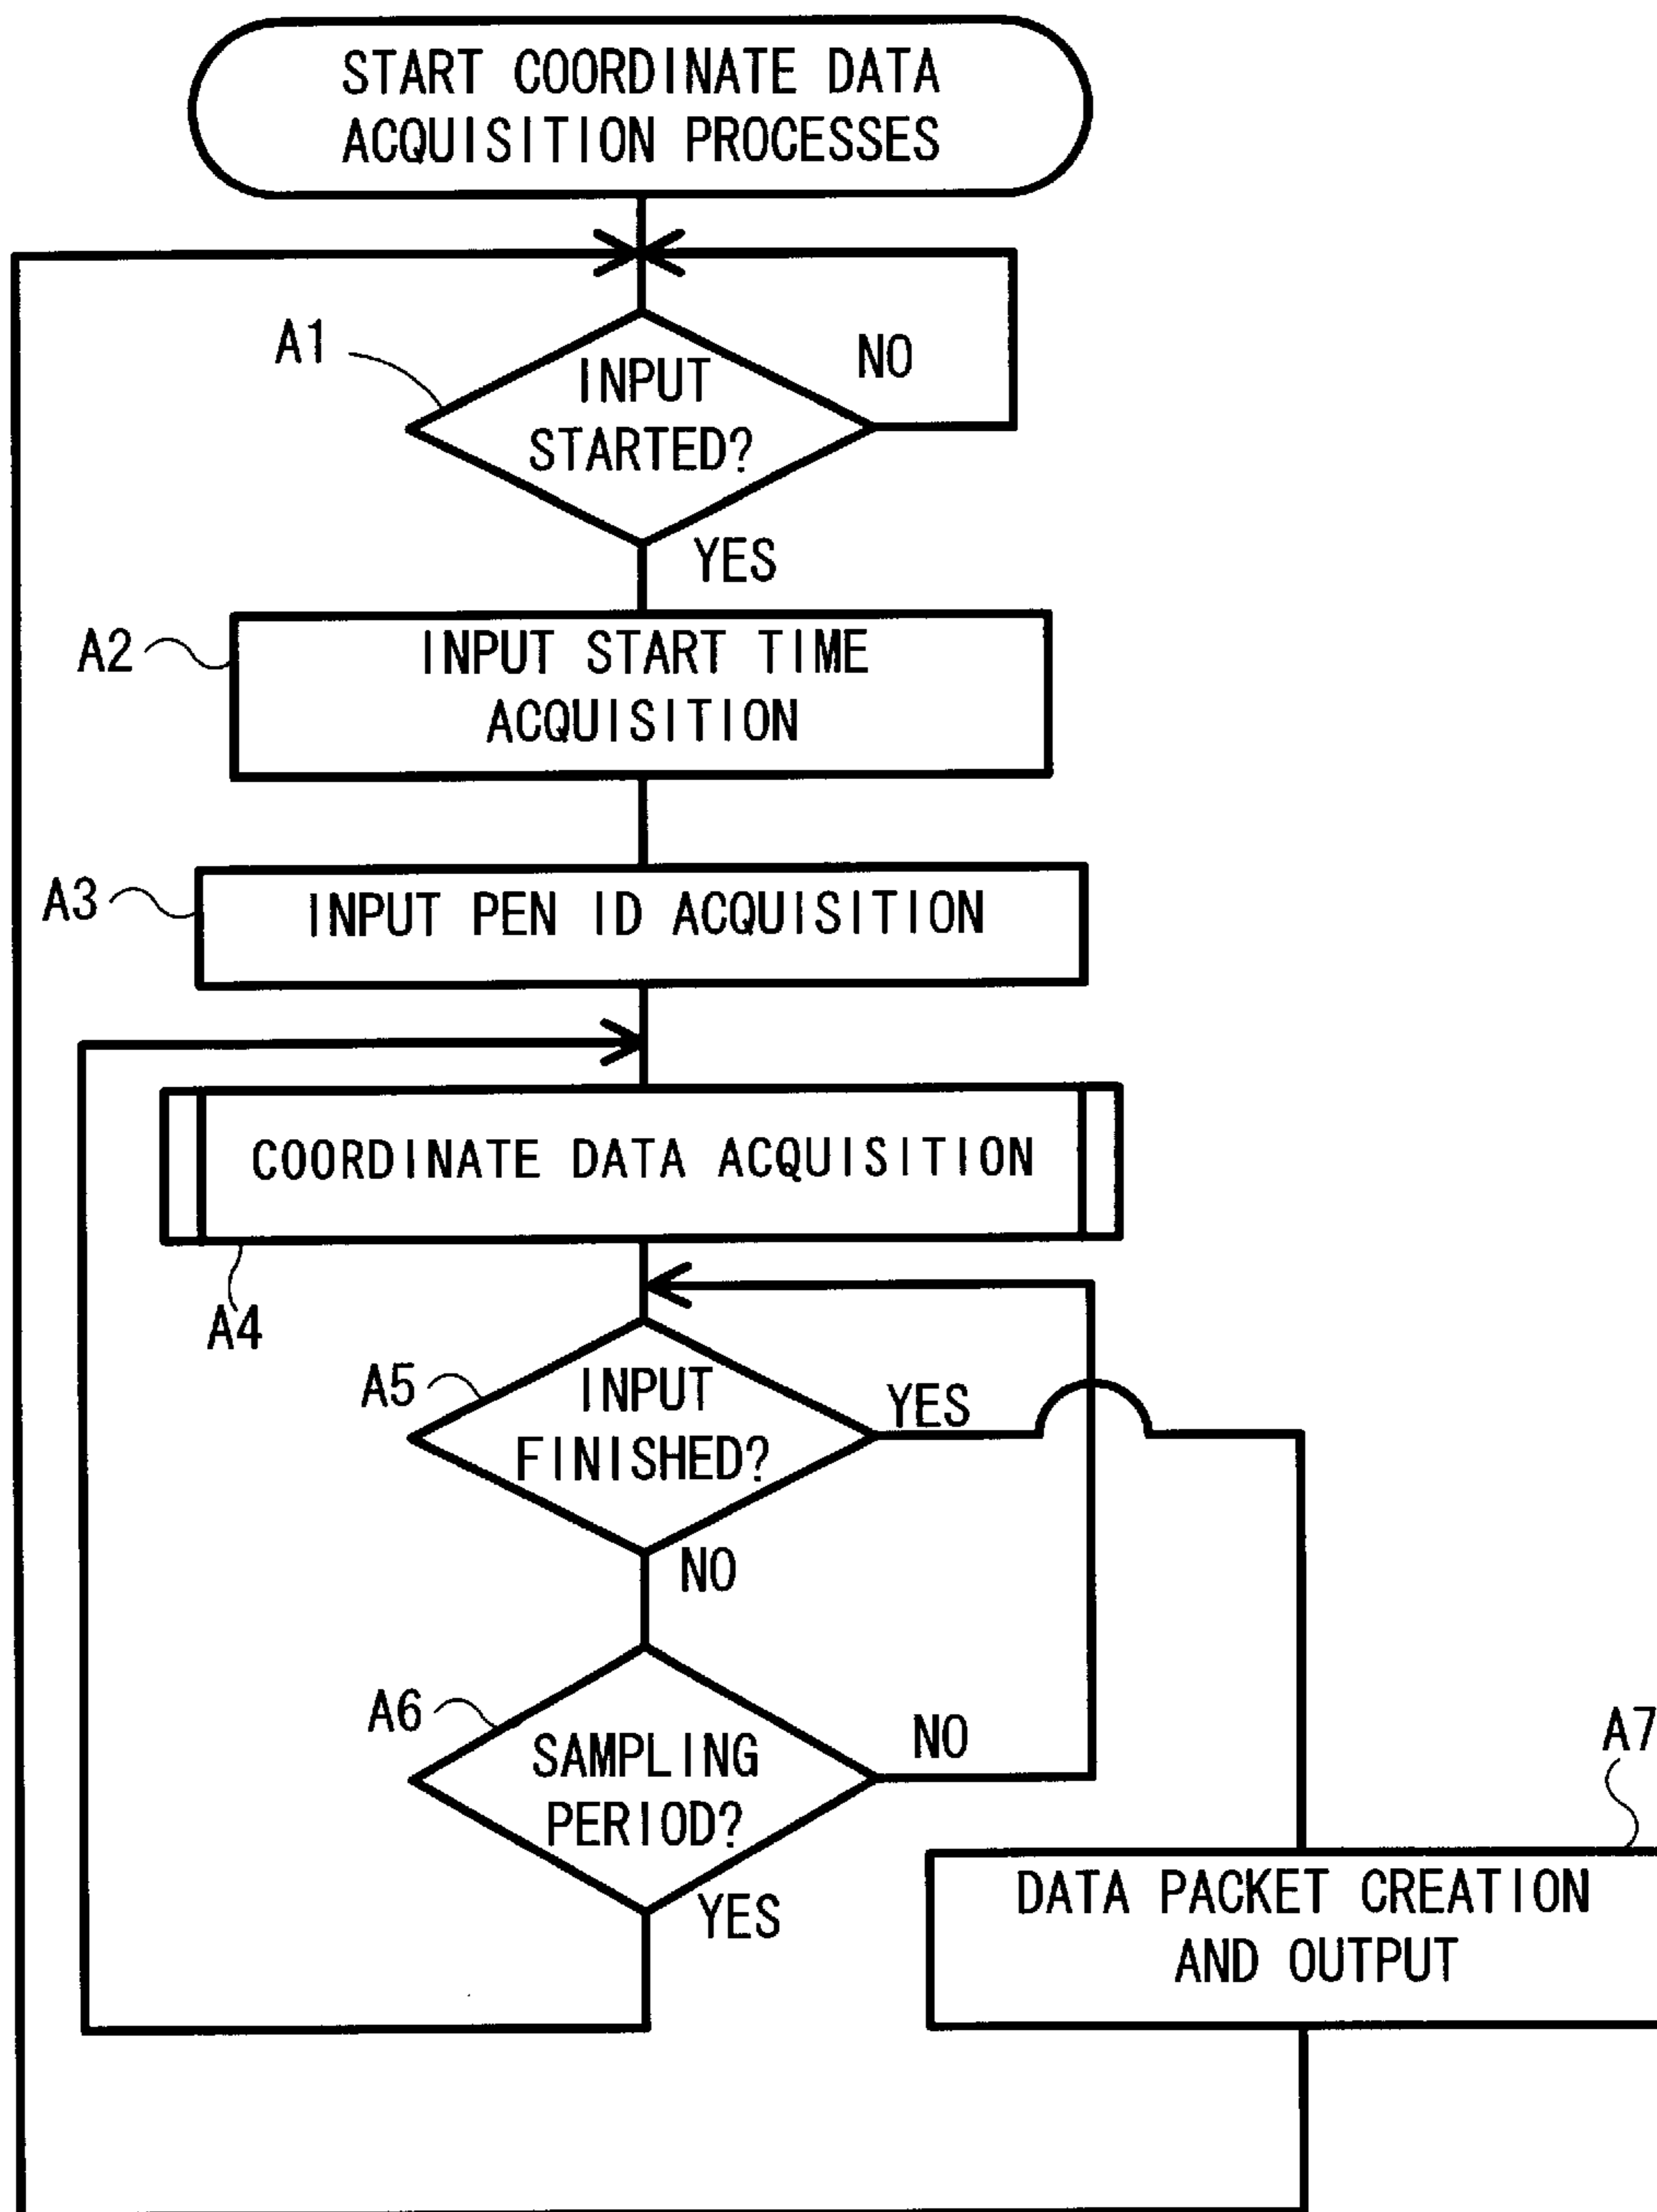 START COORDINATE DATA
ACQUISITION PROCESSES
A1
INPUT
STARTED?
NO
YES
A2
INPUT START TIME
ACQUISITION
A3
INPUT PEN ID ACQUISITION
COORDINATE DATA ACQUISITION
A4
A5
INPUT
FINISHED?
YES
NO
A6
SAMPLING
PERIOD?
NO
YES
A7
DATA PACKET CREATION
AND OUTPUT